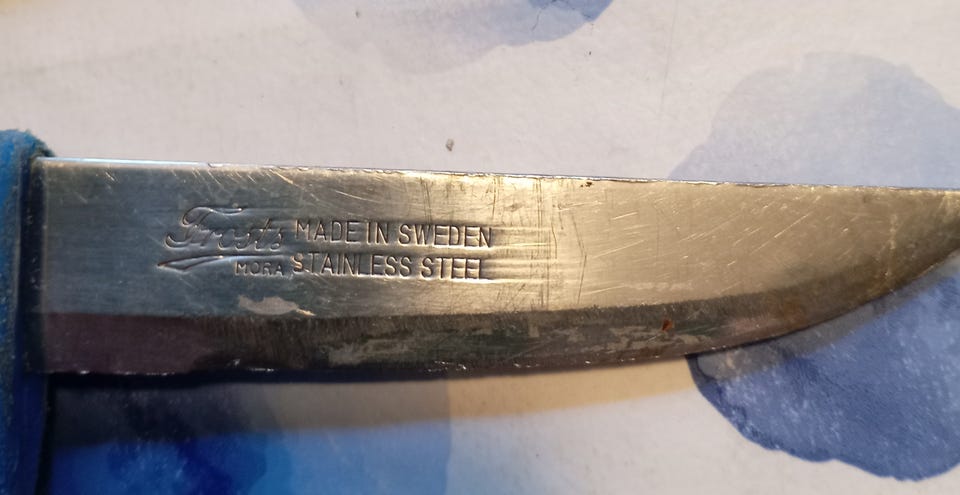 Frosts MADE IN SWEDEN
MORA STAINLESS STEEL